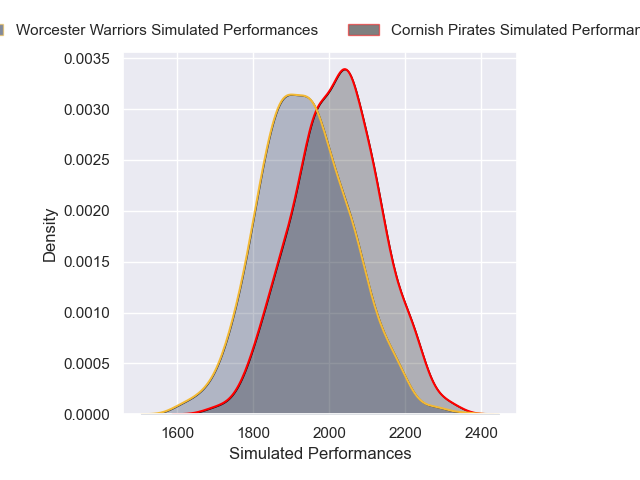 Worcester Warriors Simulated Performances Cornish Pirates Simulated Performan
0.0035
0.0030
0.0025
0.0020
0.0015
0.0010
0.0005
0.0000
Density
1600 1800 2000 2200 2400
Simulated Performances